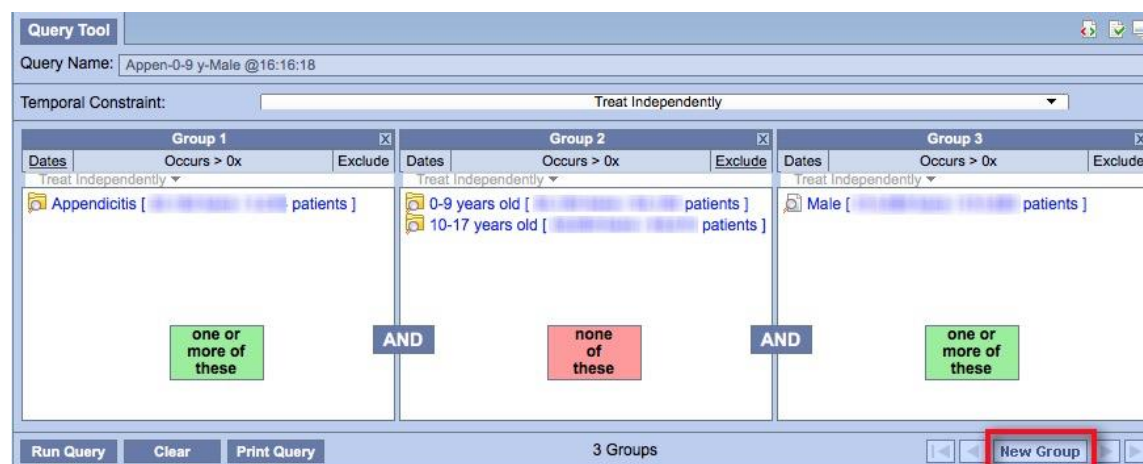 Query Tool
Query Name: Appen-0-9 y-Male @16:16:18
Temporal Constraint: Treat Independently
Group 1 Group 2 Group 3
Dates Occurs > 0x Exclude Dates Occurs > 0x Exclude Dates Occurs > 0x Exclude
Treat Independently Treat Independently Treat Independently
Appendicitis [ patients ] 0-9 years old [ patients ] Male [ patients ]
10-17 years old [ patients ]
one or none one or
more of AND of AND more of
these these these
Run Query Clear Print Query 3 Groups New Group